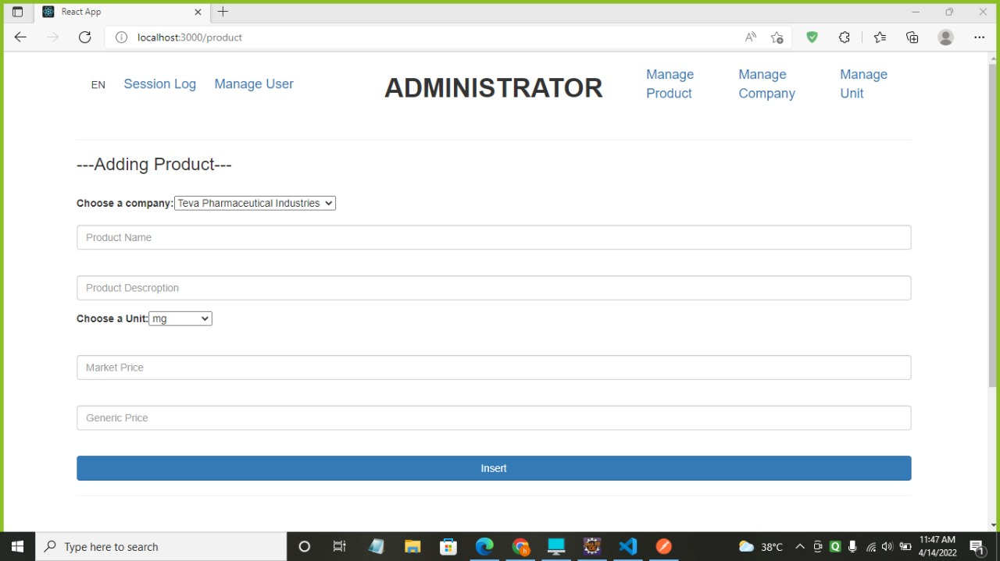 React App
localhost:3000/product
EN Session Log Manage User
ADMINISTRATOR
Manage Product
Manage Company
Manage Unit
---Adding Product---
Choose a company: Teva Pharmaceutical Industries
Product Name
Product Descroption
Choose a Unit: mg
Market Price
Generic Price
Insert
Type here to search
38°C
11:47 AM
4/14/2022
1